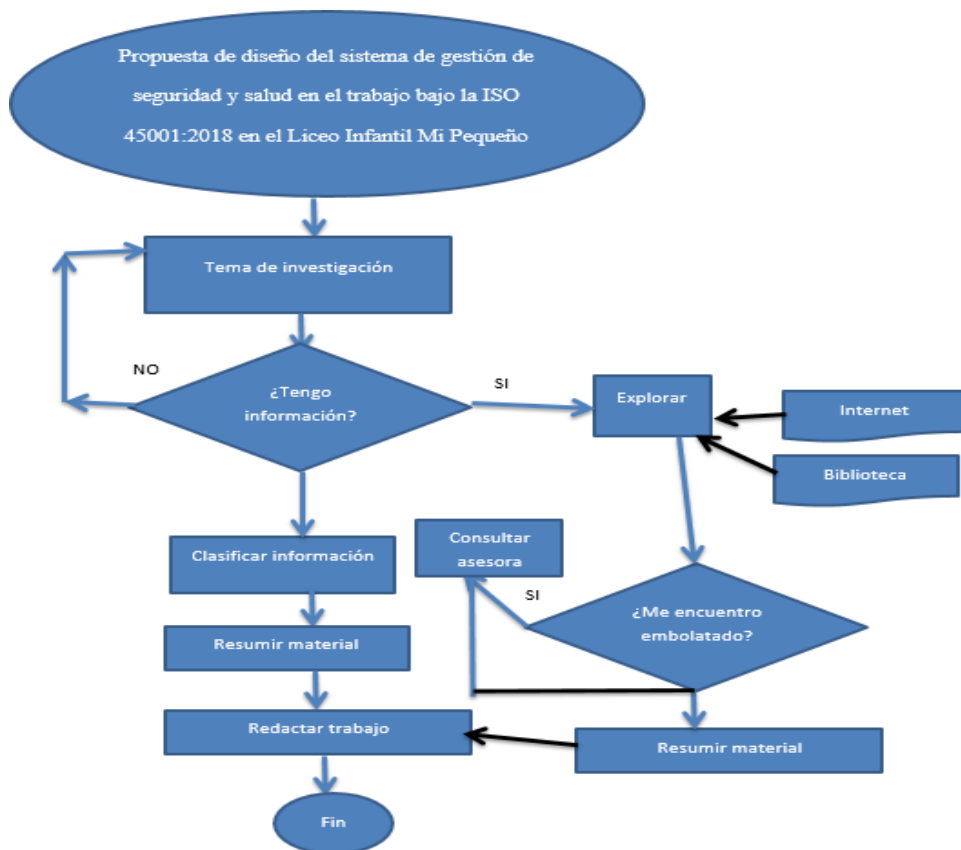 Propuesta de diseño del sistema de gestión de
seguridad y salud en el trabajo bajo la ISO
45001:2018 en el Liceo Infantil Mi Pequeño
Tema de investigación
NO
¿Tengo
información?
SI
Explorar
Internet
Biblioteca
Clasificar información
Consultar
asesora
SI
¿Me encuentro
embolatado?
Resumir material
Redactar trabajo
Resumir material
Fin